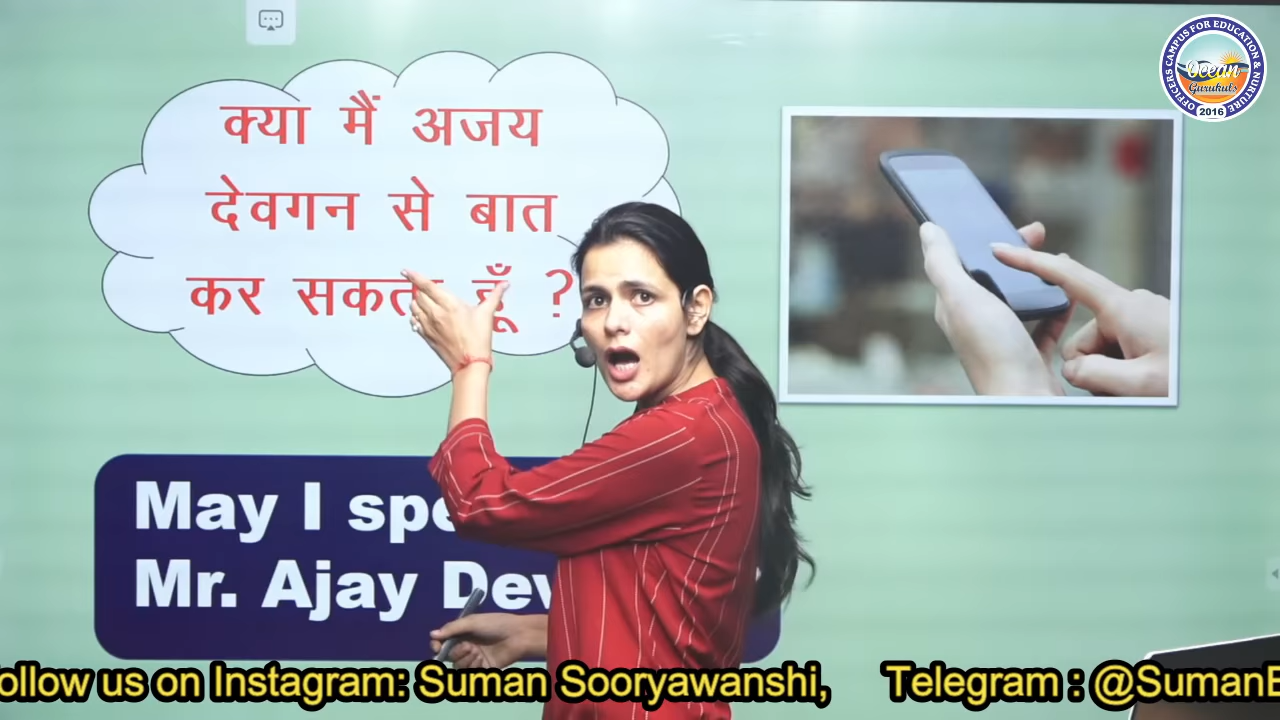 क्या मैं अजय
देवगन से बात
कर सकता हूँ ?
May I spe
Mr. Ajay Dev
OFFICERS CAMPUS FOR EDUCATION & NURTURE
Ocean
Gurukul's
2016
ollow us on Instagram: Suman Sooryawanshi, Telegram : @SumanE